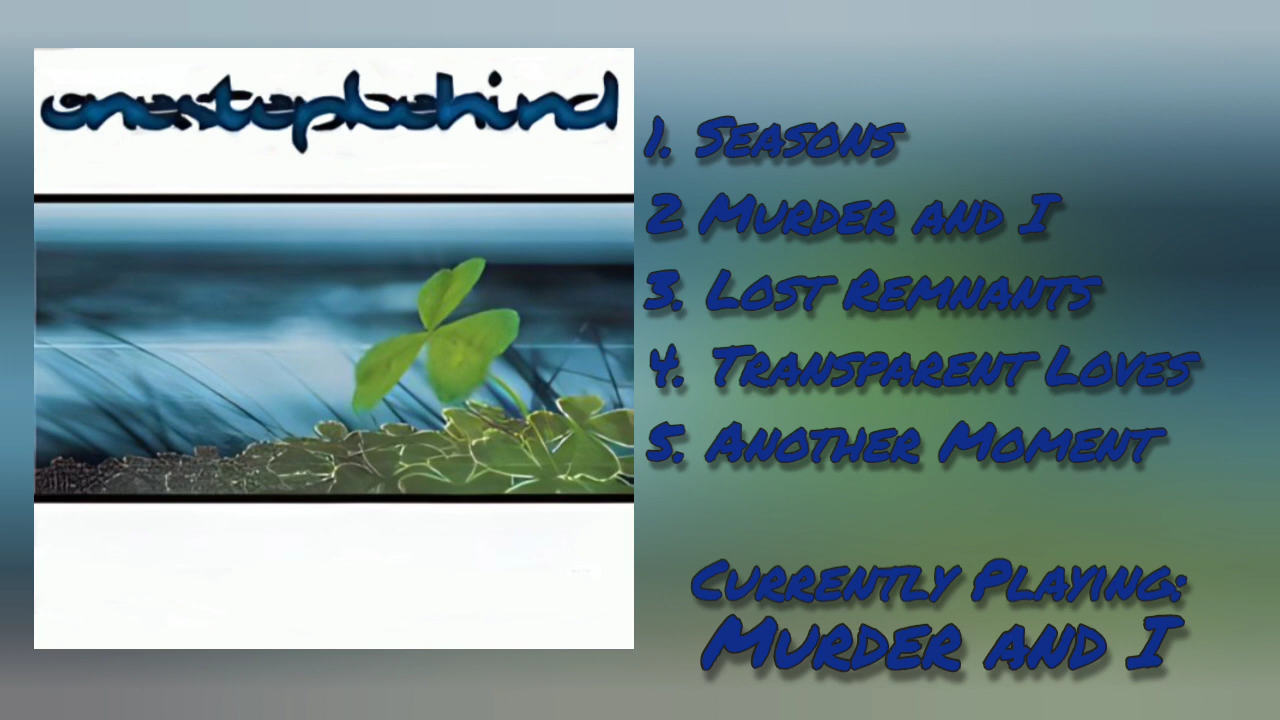 onestepbehind
1. Seasons
2 Murder and I
3. Lost Remnants
4. Transparent Loves
5. Another Moment
Currently Playing:
Murder and I